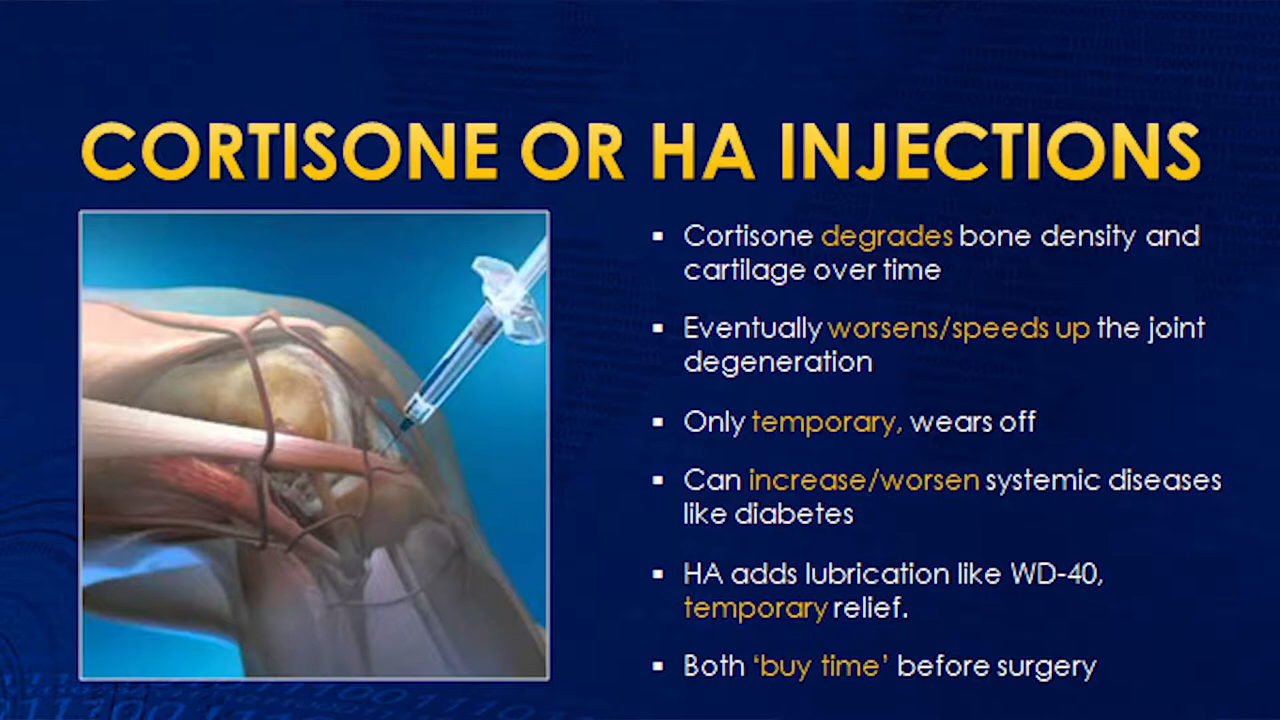 CORTISONE OR HA INJECTIONS
▪ Cortisone degrades bone density and
cartilage over time
▪ Eventually worsens/speeds up the joint
degeneration
▪ Only temporary, wears off
▪ Can increase/worsen systemic diseases
like diabetes
▪ HA adds lubrication like WD-40,
temporary relief.
▪ Both ‘buy time’ before surgery